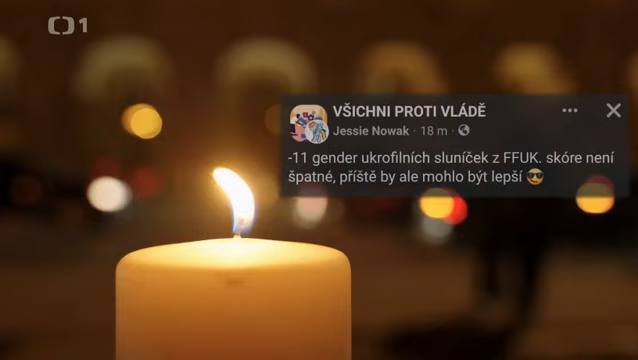 1
VŠICHNI PROTI VLÁDĚ
Jessie Nowak · 18 m ·
-11 gender ukrofilních sluníček z FFUK. skóre není
špatné, příště by ale mohlo být lepší 😎